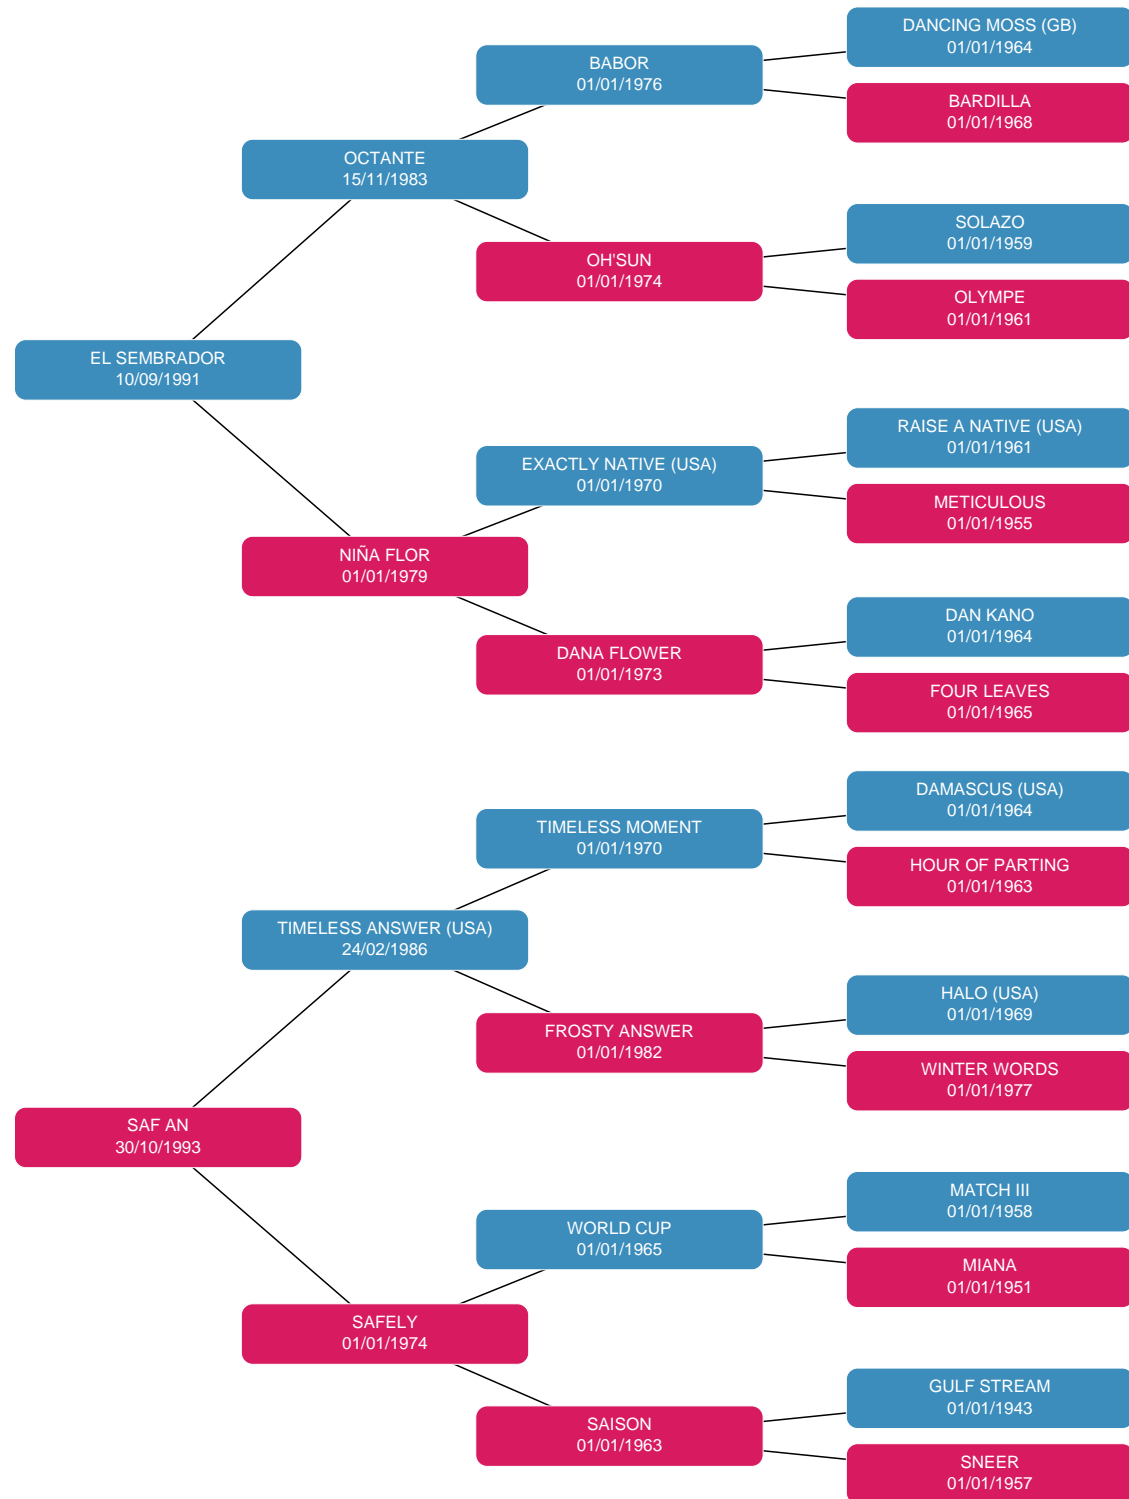 DANCING MOSS (GB)
01/01/1964
BABOR
01/01/1976
BARDILLA
01/01/1968
OCTANTE
15/11/1983
SOLAZO
01/01/1959
OH'SUN
01/01/1974
OLYMPE
01/01/1961
EL SEMBRADOR
10/09/1991
RAISE A NATIVE (USA)
01/01/1961
EXACTLY NATIVE (USA)
01/01/1970
METICULOUS
01/01/1955
NIÑA FLOR
01/01/1979
DAN KANO
01/01/1964
DANA FLOWER
01/01/1973
FOUR LEAVES
01/01/1965
DAMASCUS (USA)
01/01/1964
TIMELESS MOMENT
01/01/1970
HOUR OF PARTING
01/01/1963
TIMELESS ANSWER (USA)
24/02/1986
HALO (USA)
01/01/1969
FROSTY ANSWER
01/01/1982
WINTER WORDS
01/01/1977
SAF AN
30/10/1993
MATCH III
01/01/1958
WORLD CUP
01/01/1965
MIANA
01/01/1951
SAFELY
01/01/1974
GULF STREAM
01/01/1943
SAISON
01/01/1963
SNEER
01/01/1957